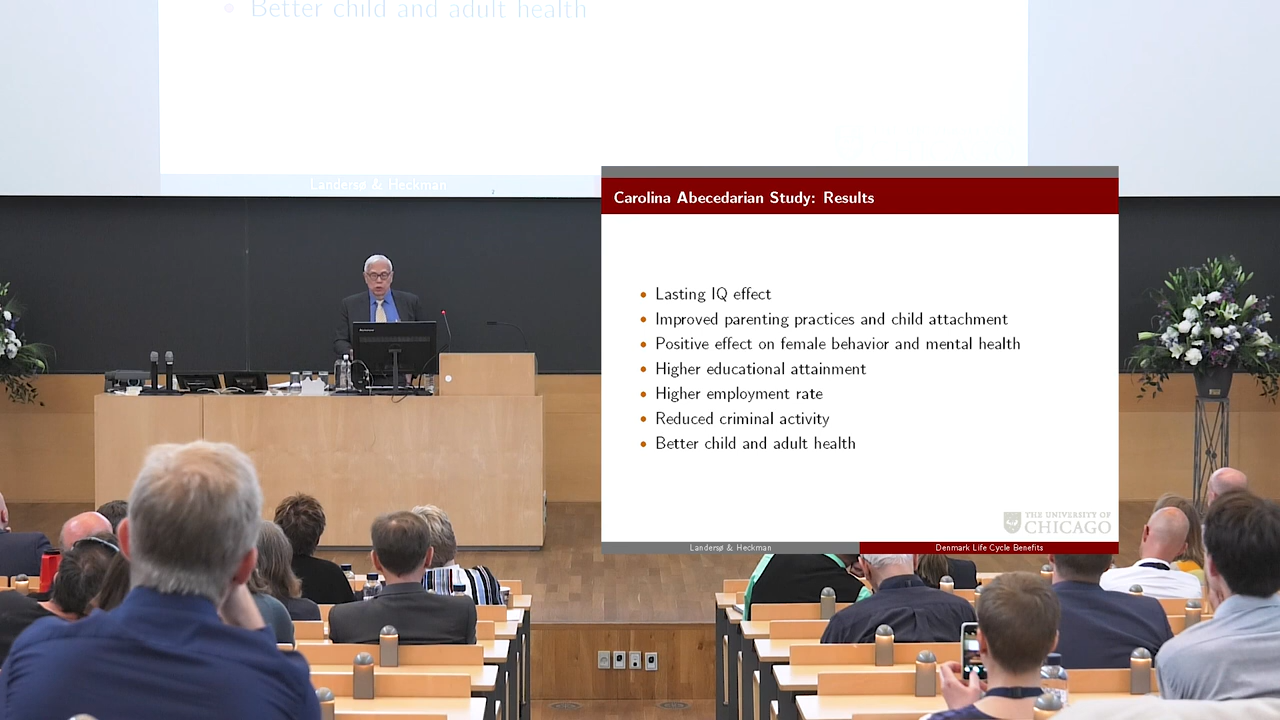 Better child and adult health
Landersø & Heckman
Carolina Abecedarian Study: Results
Lasting IQ effect
Improved parenting practices and child attachment
Positive effect on female behavior and mental health
Higher educational attainment
Higher employment rate
Reduced criminal activity
Better child and adult health
THE UNIVERSITY OF
CHICAGO
Landersø & Heckman
Denmark Life Cycle Benefits